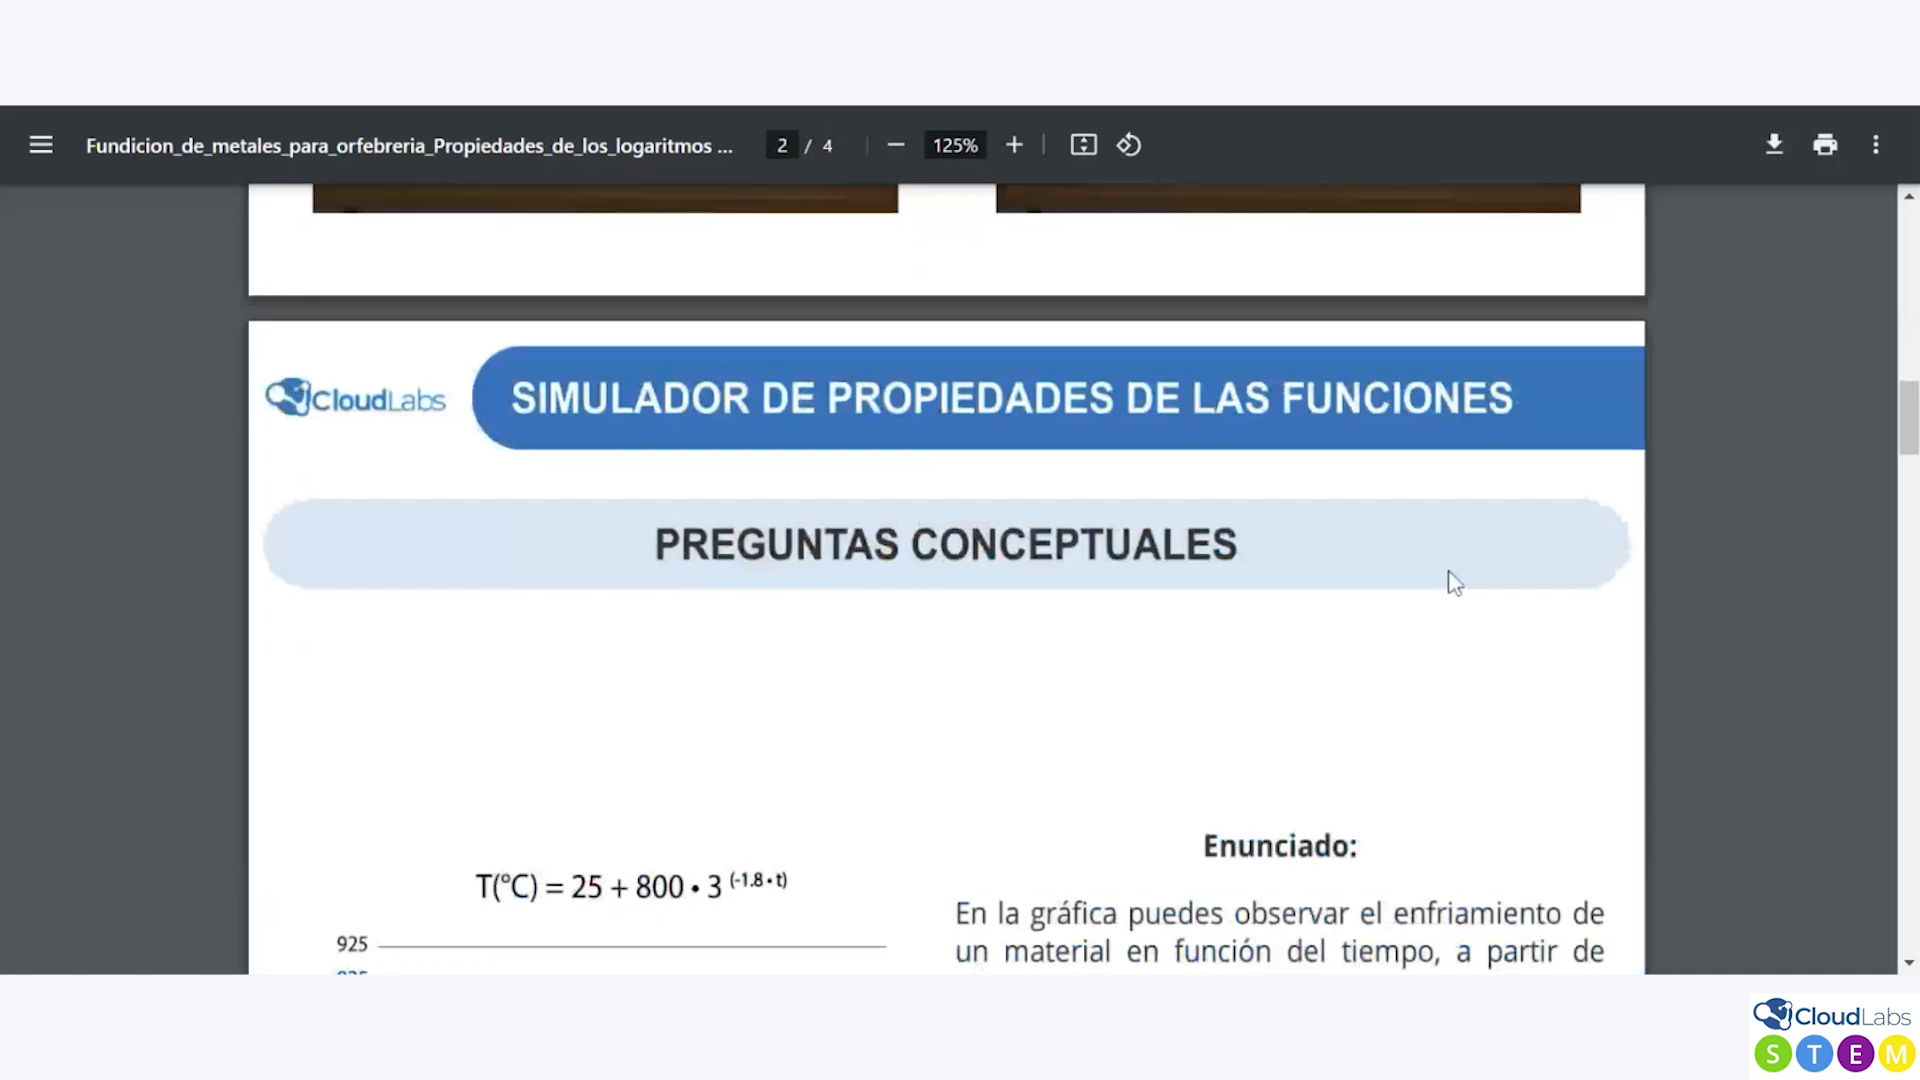 Fundicion_de_metales_para_orfebreria_Propiedades_de_los_logaritmos ...
2 / 4
125%
CloudLabs
SIMULADOR DE PROPIEDADES DE LAS FUNCIONES
PREGUNTAS CONCEPTUALES
Enunciado:
T(°C) = 25 + 800 • 3 (-1.8 • t)
En la gráfica puedes observar el enfriamiento de
un material en función del tiempo, a partir de
925
CloudLabs
S T E M